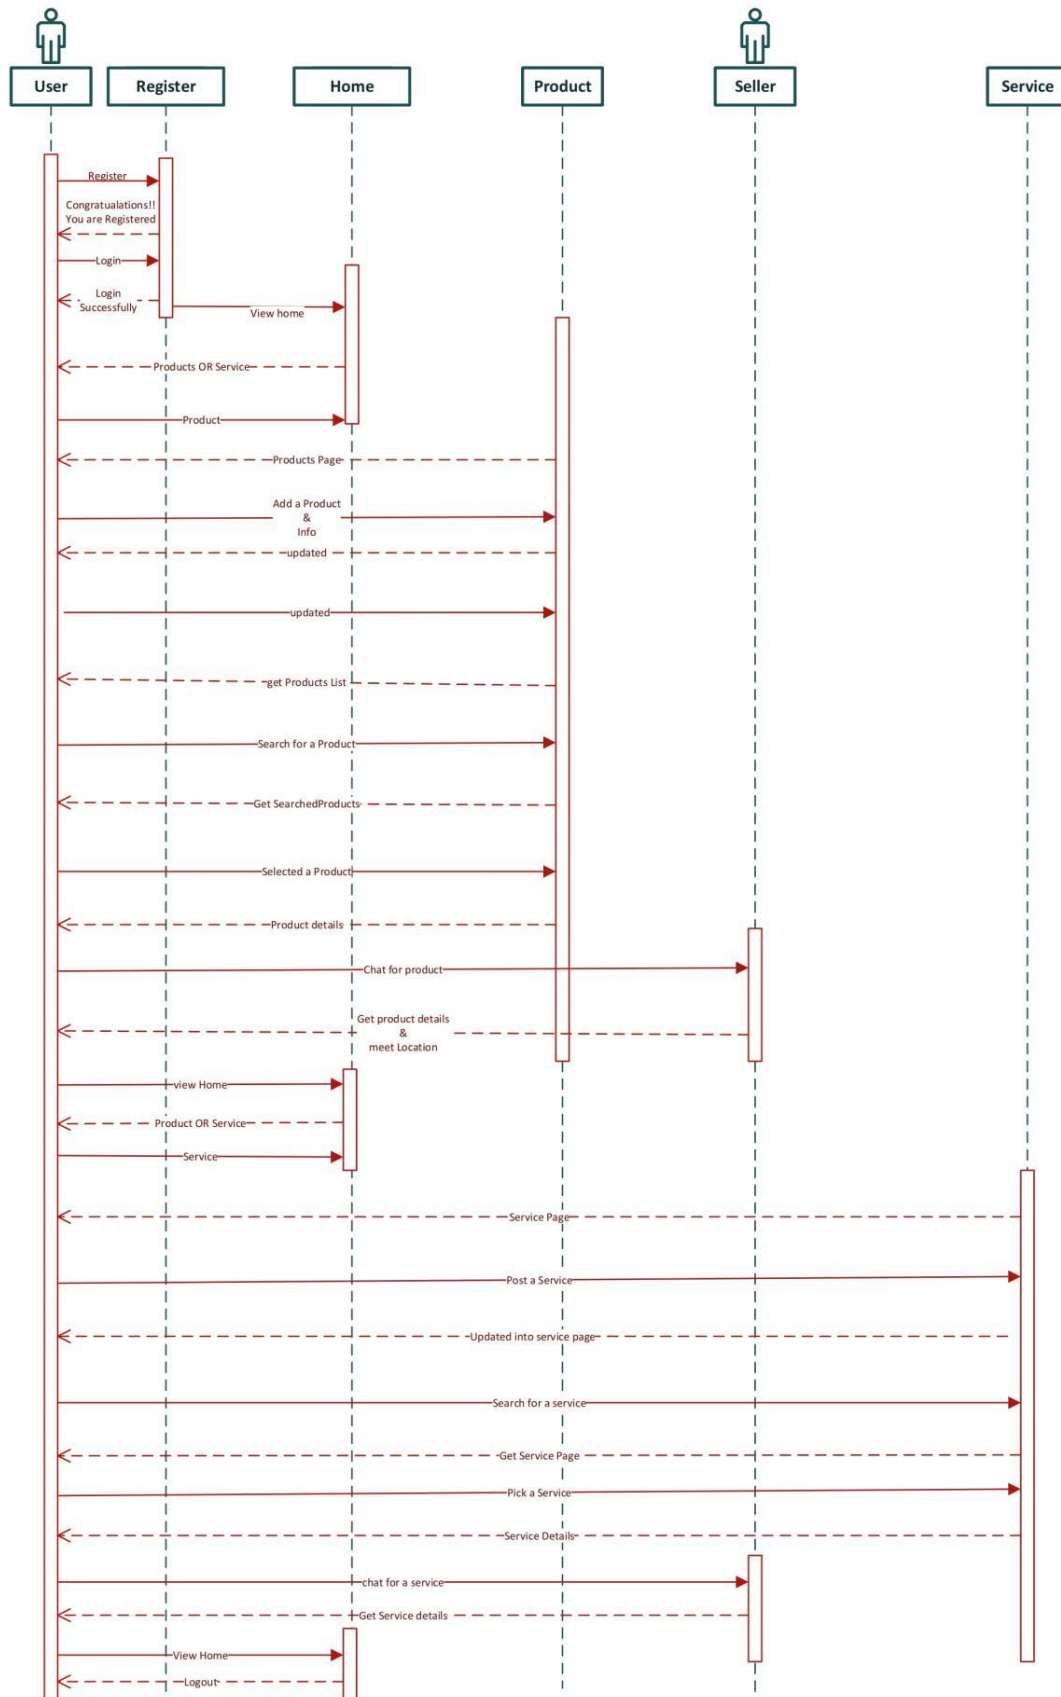 User
Register
Home
Product
Seller
Service
Register
Congratualations!!
You are Registered
Login
Login
Successfully
View home
Products OR Service
Product
Products Page
Add a Product
&
Info
updated
updated
get Products List
Search for a Product
Get SearchedProducts
Selected a Product
Product details
Chat for product
Get product details
&
meet Location
view Home
Product OR Service
Service
Service Page
Post a Service
Updated into service page
Search for a service
Get Service Page
Pick a Service
Service Details
chat for a service
Get Service details
View Home
Logout